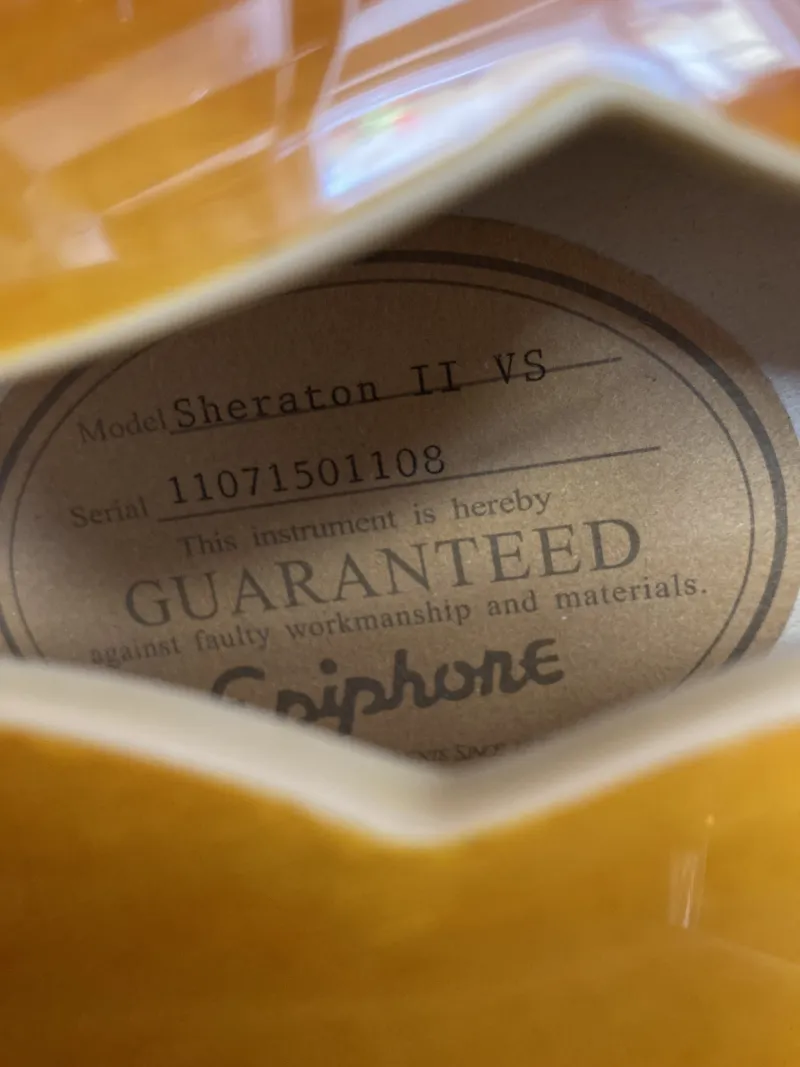 Model Sheraton II VS
Serial 11071501108
This instrument is hereby
GUARANTEED
against faulty workmanship and materials.
Epiphone